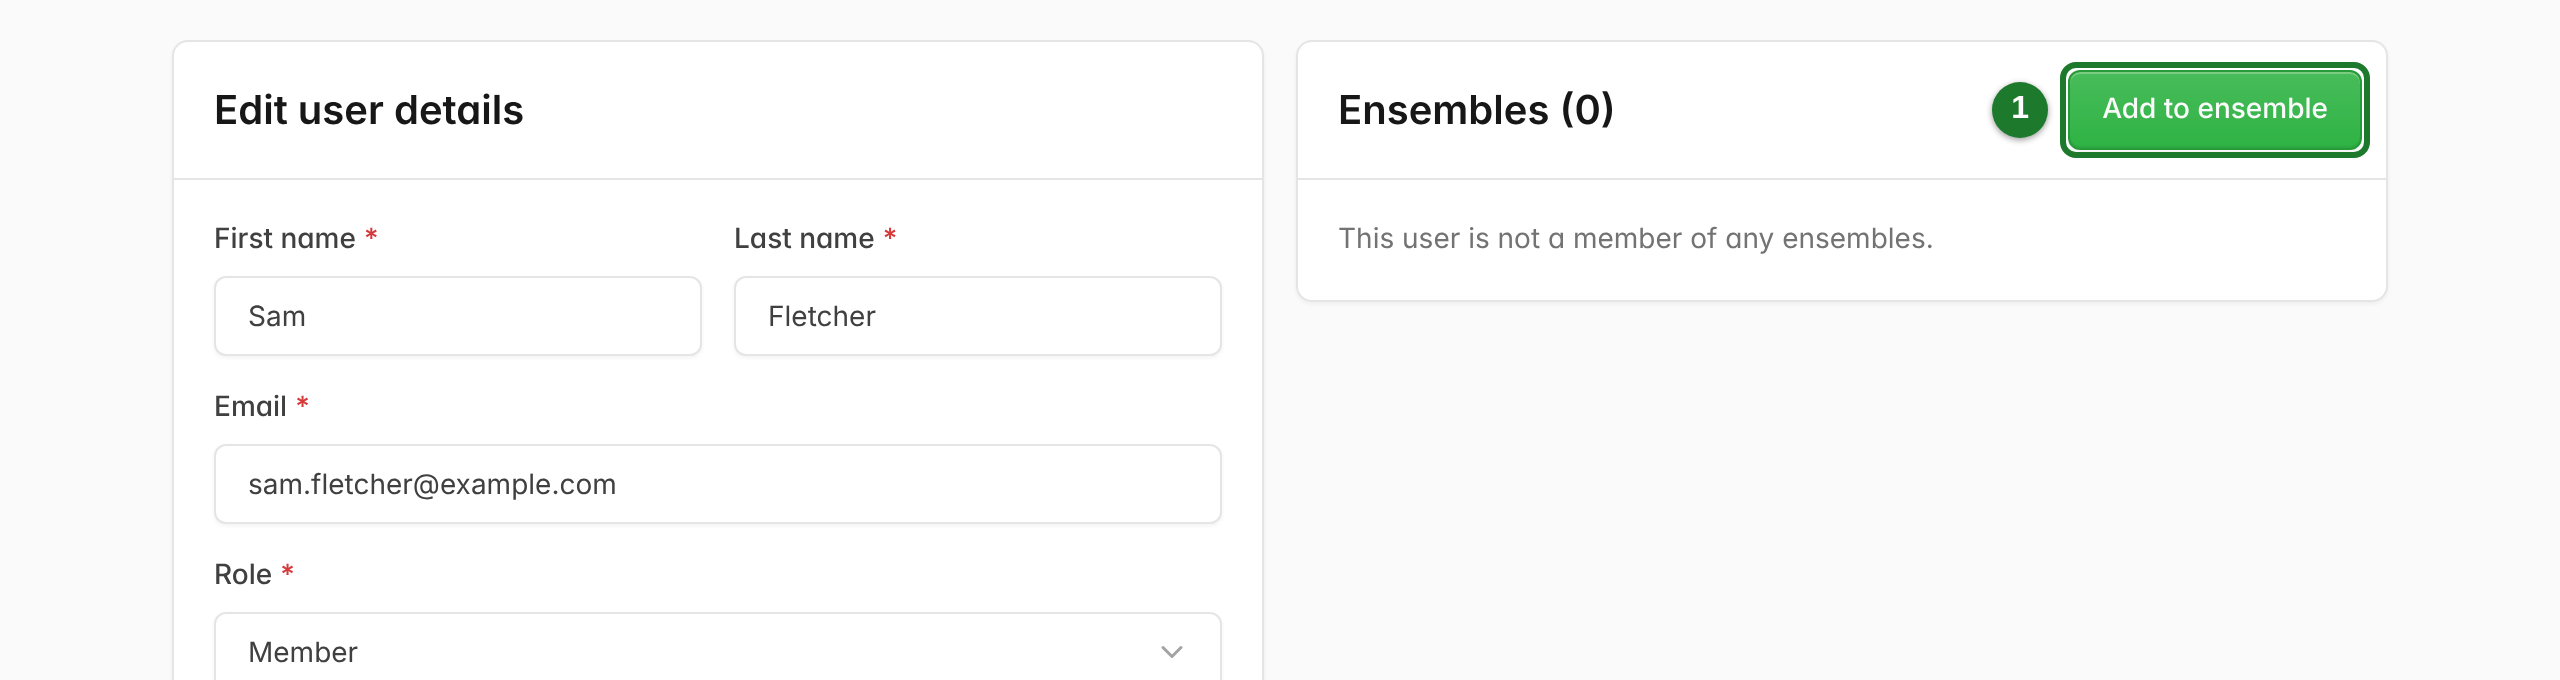 Edit user details
First name *
Last name *
Sam
Fletcher
Email *
sam.fletcher@example.com
Role *
Member
Ensembles (0)
1
Add to ensemble
This user is not a member of any ensembles.